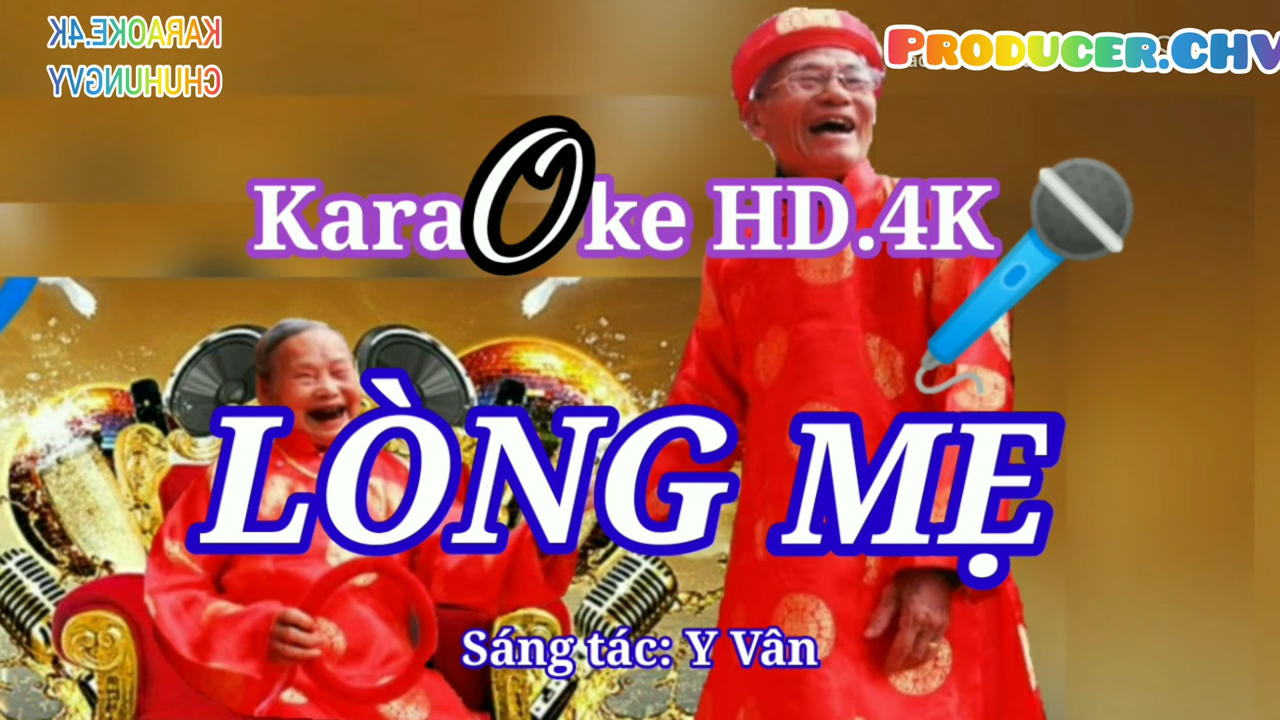 KARAOKE.4K
CHUHUNGVY
PRODUCER.CHV
KaraOke HD.4K
LÒNG MẸ
Sáng tác: Y Vân